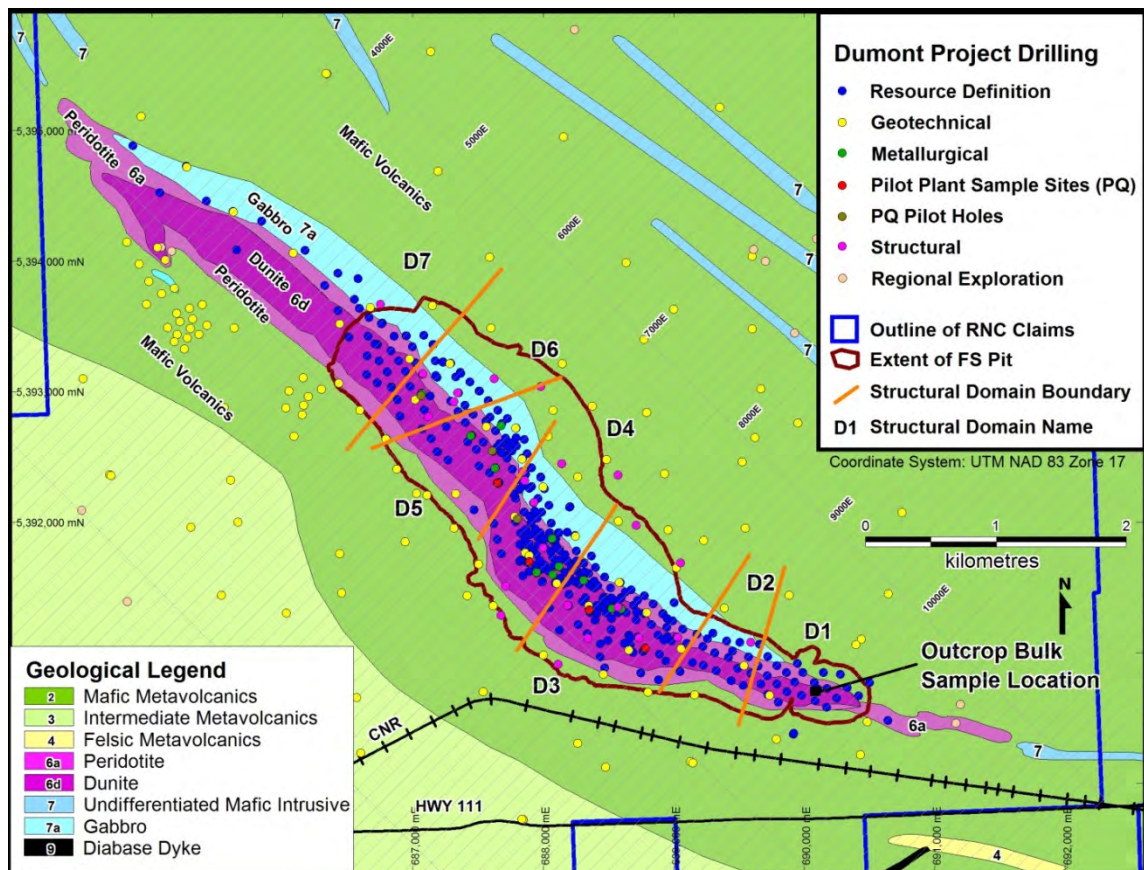 Dumont Project Drilling
Resource Definition
Geotechnical
Metallurgical
Pilot Plant Sample Sites (PQ)
PQ Pilot Holes
Structural
Regional Exploration
Outline of RNC Claims
Extent of FS Pit
Structural Domain Boundary
D1 Structural Domain Name
Coordinate System: UTM NAD 83 Zone 17
0 1 2
kilometres
N
7
7
7
7
7
7
4000E
5000E
6000E
7000E
8000E
9000E
10000E
5,395,000 mN
5,394,000 mN
5,393,000 mN
5,392,000 mN
Peridotite 6a
Mafic Volcanics
Gabbro 7a
Dunite 6d
Peridotite
Mafic Volcanics
D7
D6
D4
D5
D2
D1
D3
Outcrop Bulk
Sample Location
6a
7
CNR
HWY 111
687,000 mE
688,000 mE
689,000 mE
690,000 mE
691,000 mE
692,000 mE
4
Geological Legend
2 Mafic Metavolcanics
3 Intermediate Metavolcanics
4 Felsic Metavolcanics
6a Peridotite
6d Dunite
7 Undifferentiated Mafic Intrusive
7a Gabbro
9 Diabase Dyke